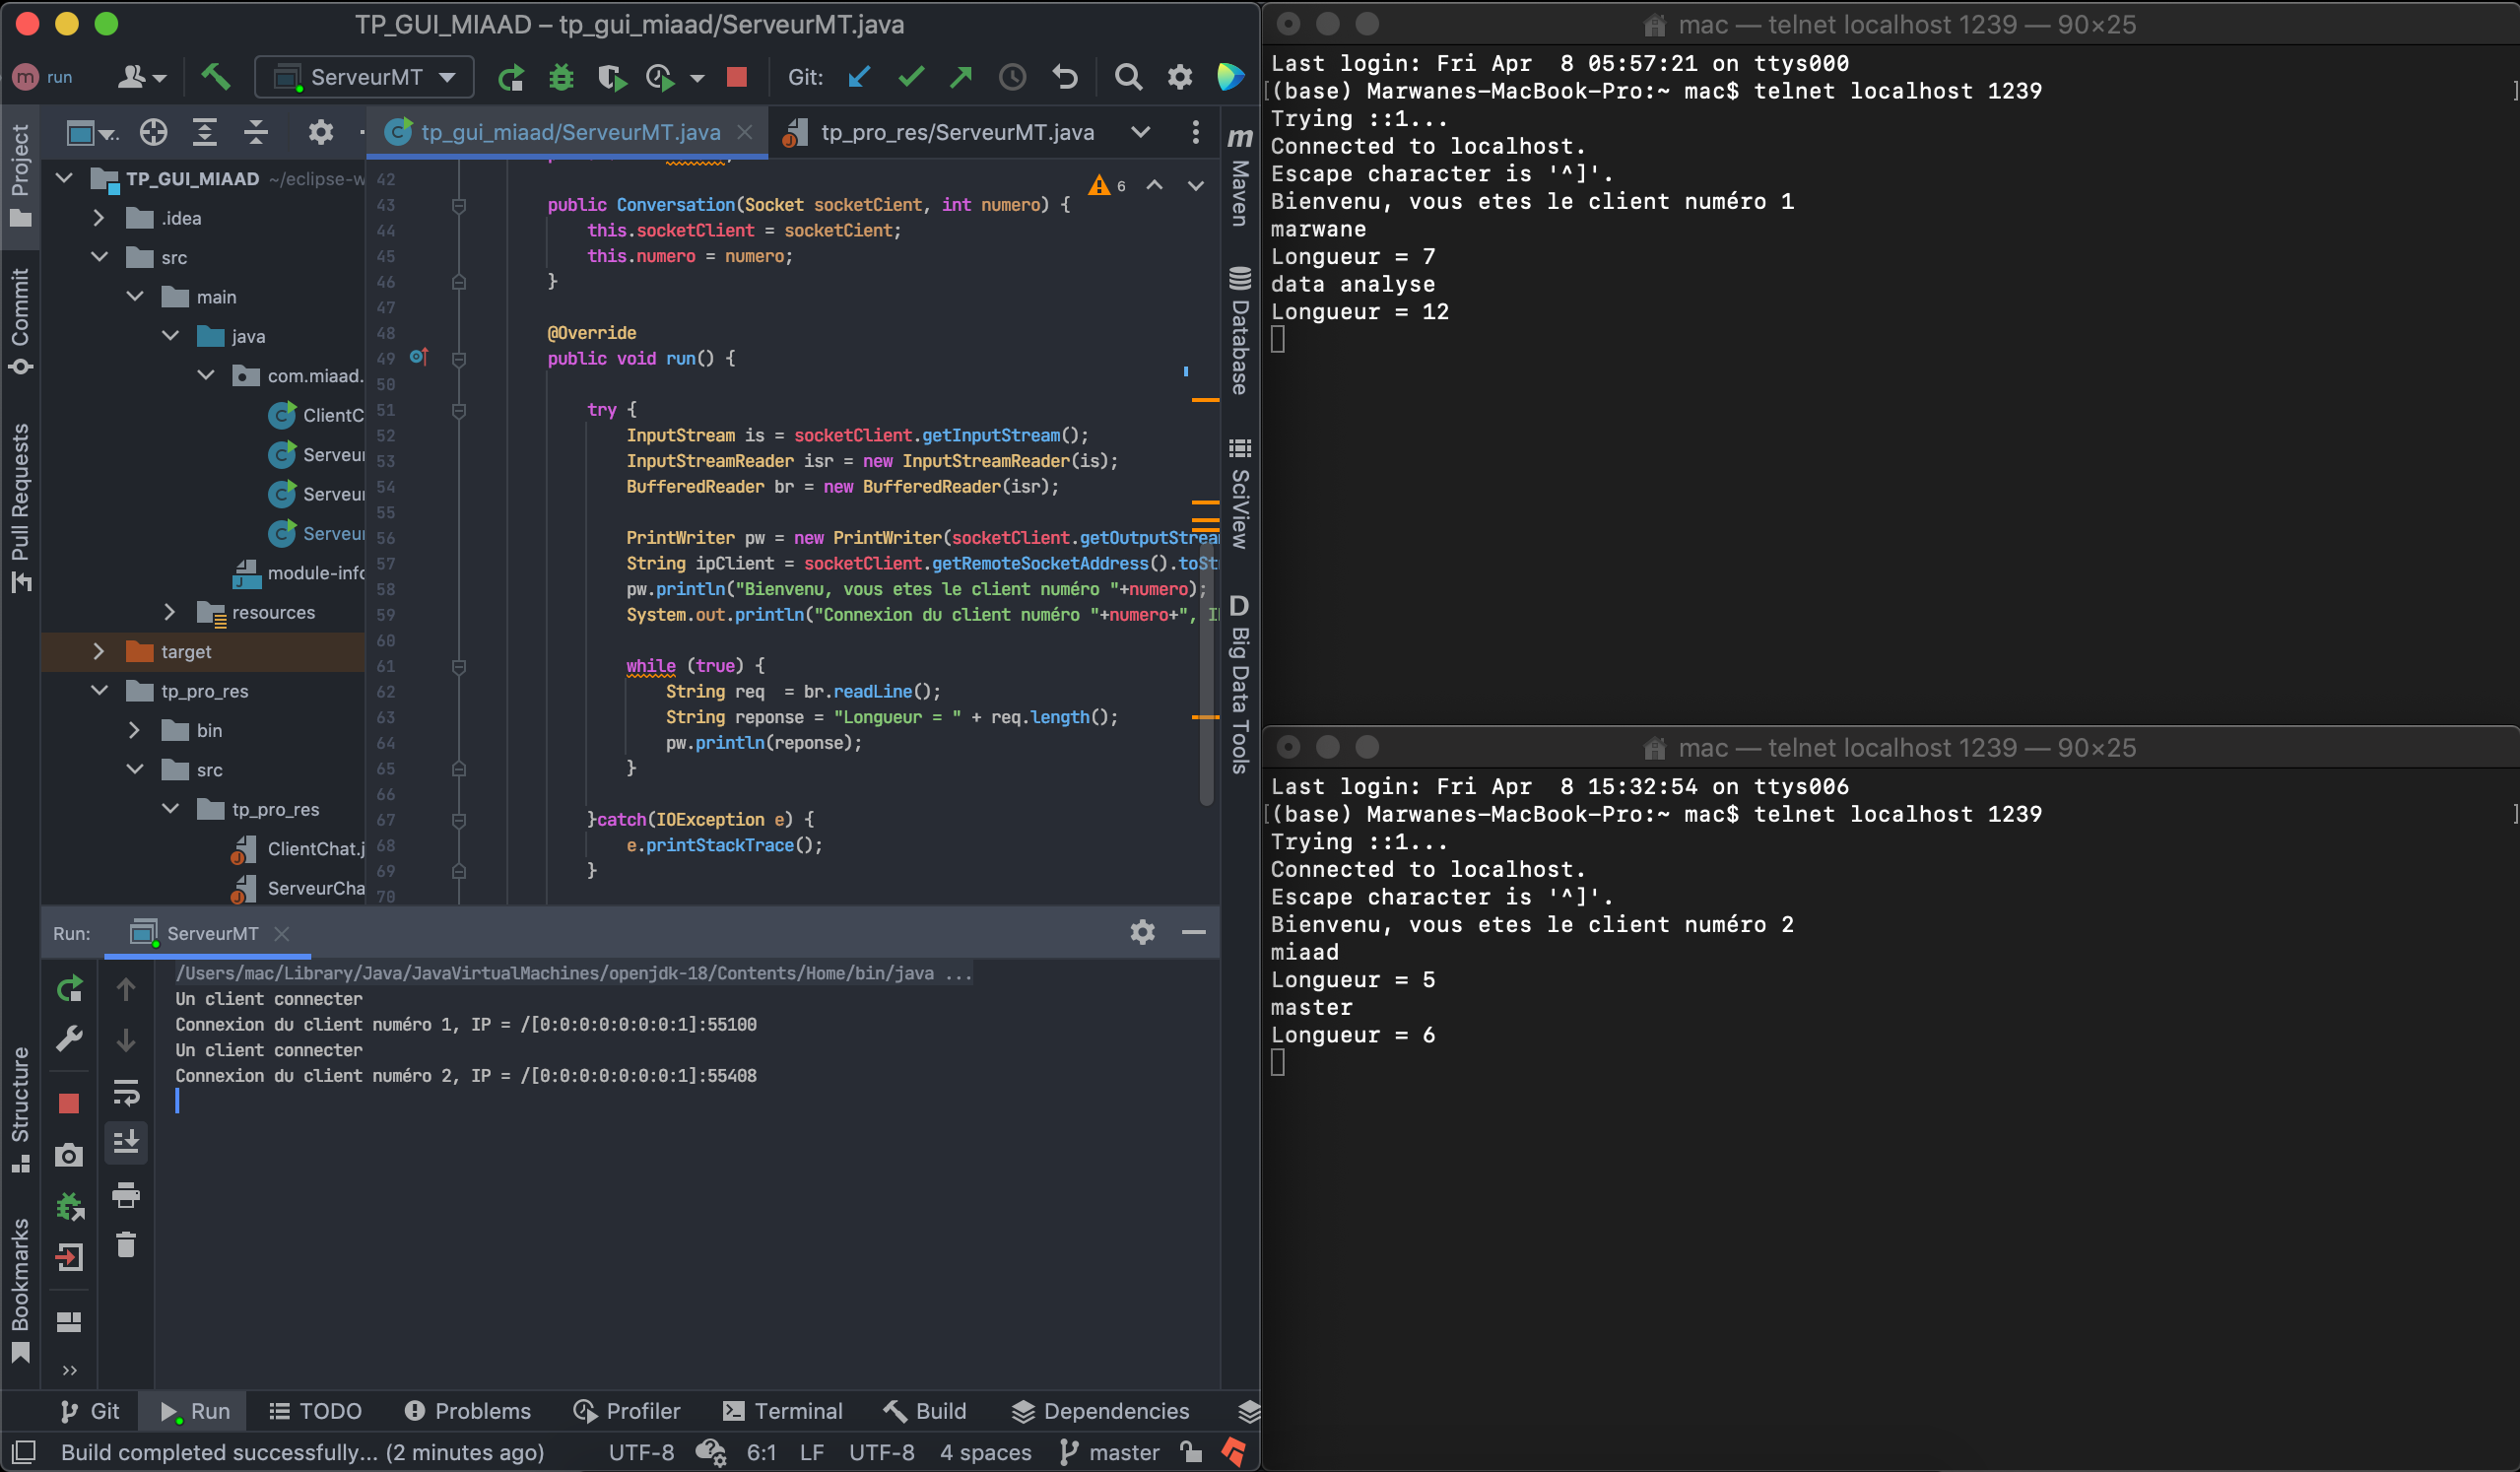 TP_GUI_MIAAD – tp_gui_miaad/ServeurMT.java
m run
ServeurMT
Git:
Project
Commit
Pull Requests
Structure
Bookmarks
TP_GUI_MIAAD ~/eclipse-w
.idea
src
main
java
com.miaad.
ClientC
Serveur
Serveur
Serveur
module-info
resources
target
tp_pro_res
bin
src
tp_pro_res
ClientChat.j
ServeurCha
tp_gui_miaad/ServeurMT.java
tp_pro_res/ServeurMT.java
6
42
43 public Conversation(Socket socketCient, int numero) {
44 this.socketClient = socketCient;
45 this.numero = numero;
46 }
47
48 @Override
49 public void run() {
50
51 try {
52 InputStream is = socketClient.getInputStream();
53 InputStreamReader isr = new InputStreamReader(is);
54 BufferedReader br = new BufferedReader(isr);
55
56 PrintWriter pw = new PrintWriter(socketClient.getOutputStrea
57 String ipClient = socketClient.getRemoteSocketAddress().toSt
58 pw.println("Bienvenu, vous etes le client numéro "+numero);
59 System.out.println("Connexion du client numéro "+numero+", I
60
61 while (true) {
62 String req  = br.readLine();
63 String reponse = "Longueur = " + req.length();
64 pw.println(reponse);
65 }
66
67 }catch(IOException e) {
68 e.printStackTrace();
69 }
70
m Maven
Database
SciView
D Big Data Tools
Run: ServeurMT
/Users/mac/Library/Java/JavaVirtualMachines/openjdk-18/Contents/Home/bin/java ...
Un client connecter
Connexion du client numéro 1, IP = /[0:0:0:0:0:0:0:1]:55100
Un client connecter
Connexion du client numéro 2, IP = /[0:0:0:0:0:0:0:1]:55408
Git Run TODO Problems Profiler Terminal Build Dependencies
Build completed successfully... (2 minutes ago) UTF-8 6:1 LF UTF-8 4 spaces master
mac — telnet localhost 1239 — 90×25
Last login: Fri Apr  8 05:57:21 on ttys000
[(base) Marwanes-MacBook-Pro:~ mac$ telnet localhost 1239 ]
Trying ::1...
Connected to localhost.
Escape character is '^]'.
Bienvenu, vous etes le client numéro 1
marwane
Longueur = 7
data analyse
Longueur = 12
mac — telnet localhost 1239 — 90×25
Last login: Fri Apr  8 15:32:54 on ttys006
[(base) Marwanes-MacBook-Pro:~ mac$ telnet localhost 1239 ]
Trying ::1...
Connected to localhost.
Escape character is '^]'.
Bienvenu, vous etes le client numéro 2
miaad
Longueur = 5
master
Longueur = 6